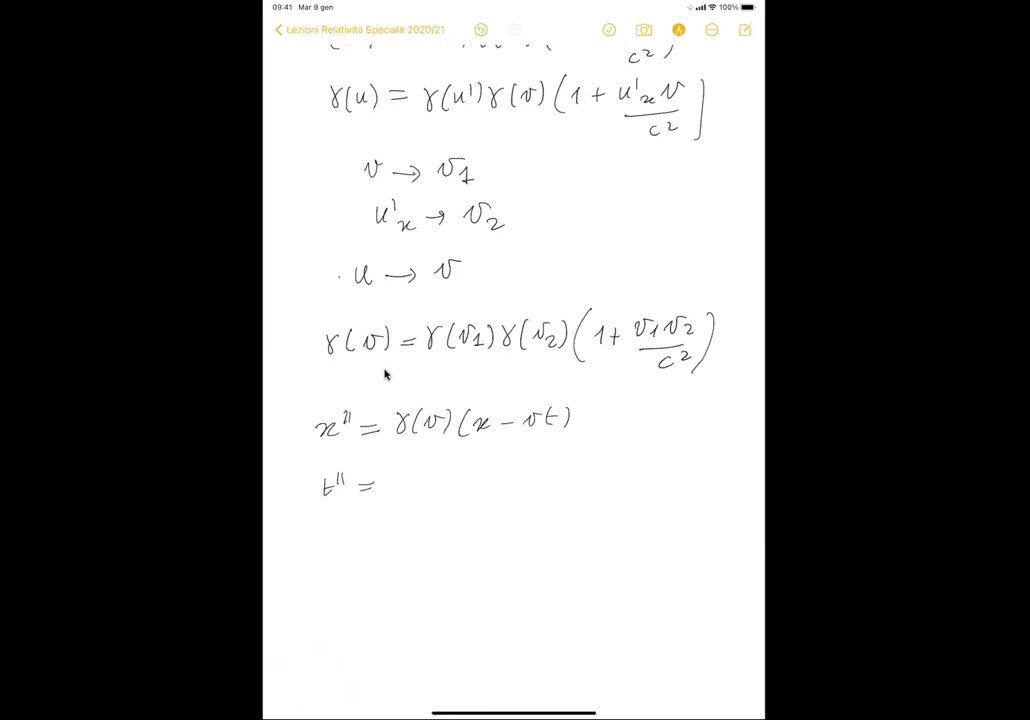 09:41 Mar 9 gen 100%
Lezioni Relatività Speciale 2020/21
c²)
γ(u) = γ(u')γ(v)(1 + u'ₓv/c²)
v → v₁
u'ₓ → v₂
. u → v
γ(v) = γ(v₁)γ(v₂)(1 + v₁v₂/c²)
x'' = γ(v)(x - vt)
t'' =